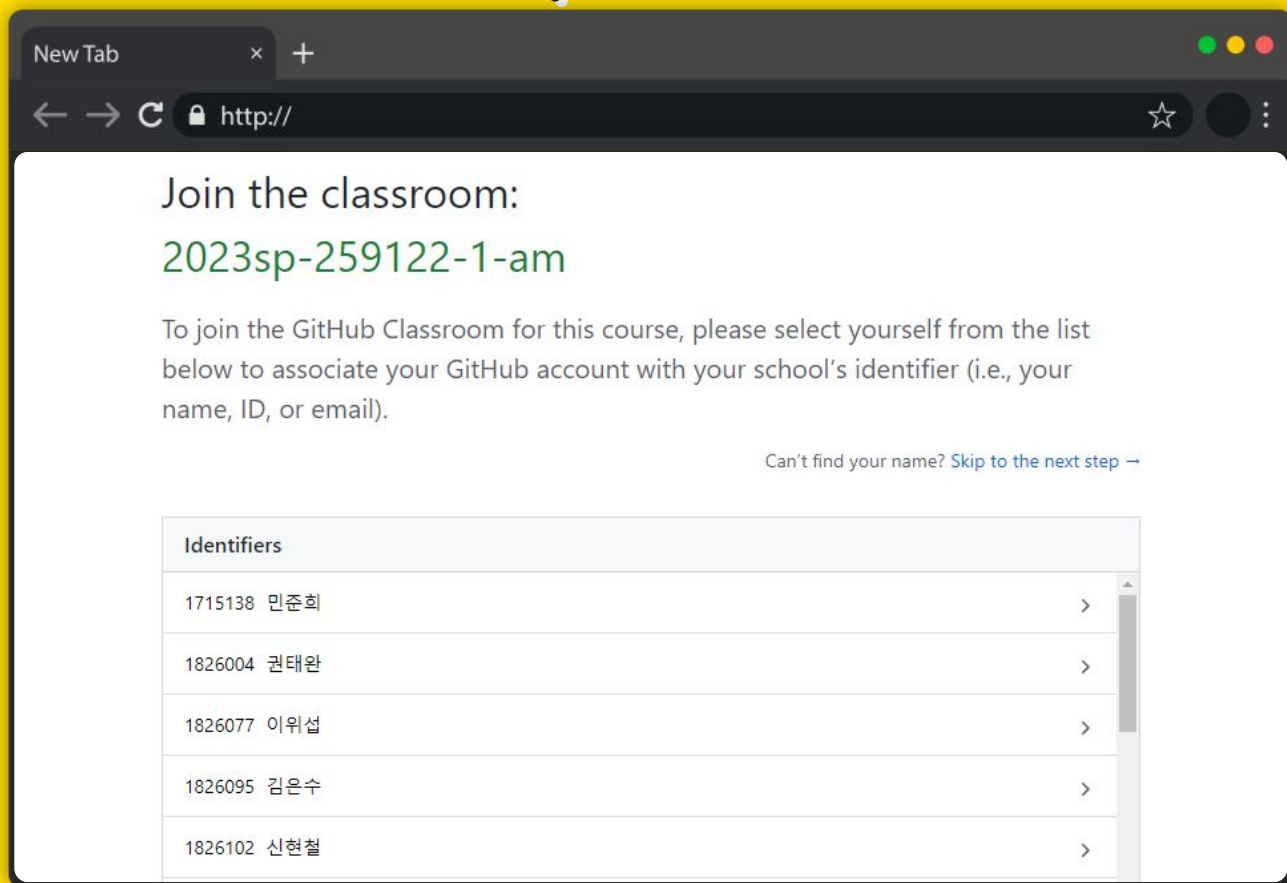 New Tab
http://
Join the classroom:
2023sp-259122-1-am
To join the GitHub Classroom for this course, please select yourself from the list
below to associate your GitHub account with your school’s identifier (i.e., your
name, ID, or email).
Can’t find your name? Skip to the next step →
Identifiers
1715138 민준희
1826004 권태완
1826077 이위섭
1826095 김은수
1826102 신현철